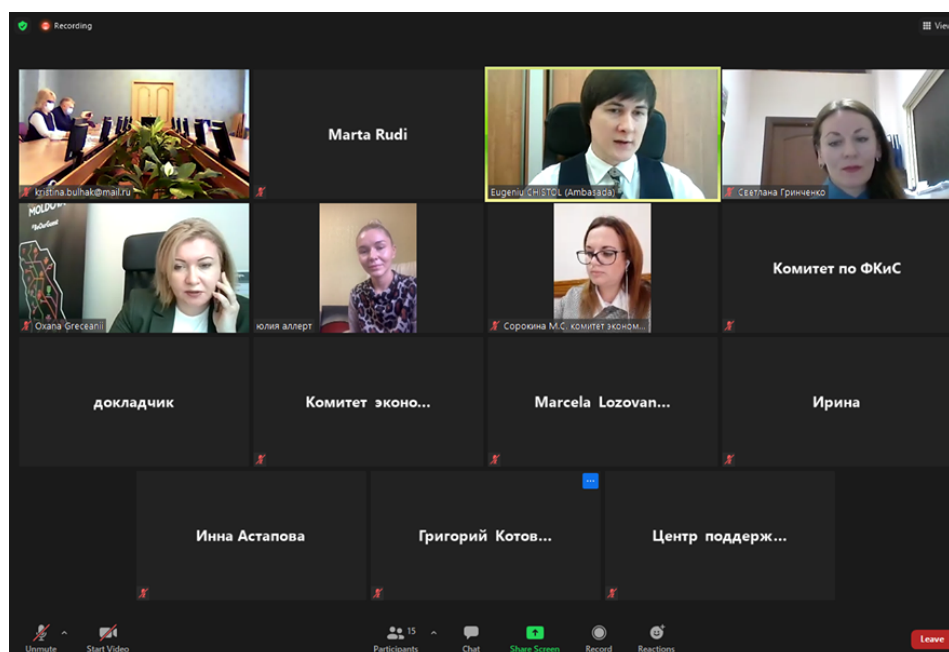 Recording
View
kristina.bulhak@mail.ru
Marta Rudi
Eugeniu CHISTOL (Ambasada)
Светлана Гринченко
MOLDOVA
#BeOurGuest
Oxana Greceanîi
юлия аллерт
Сорокина М.С. комитет эконом...
Комитет по ФКиС
докладчик
Комитет эконо...
Marcela Lozovan...
Ирина
Инна Астапова
Григорий Котов...
Центр поддерж...
Unmute
Start Video
15
Participants
Chat
Share Screen
Record
Reactions
Leave